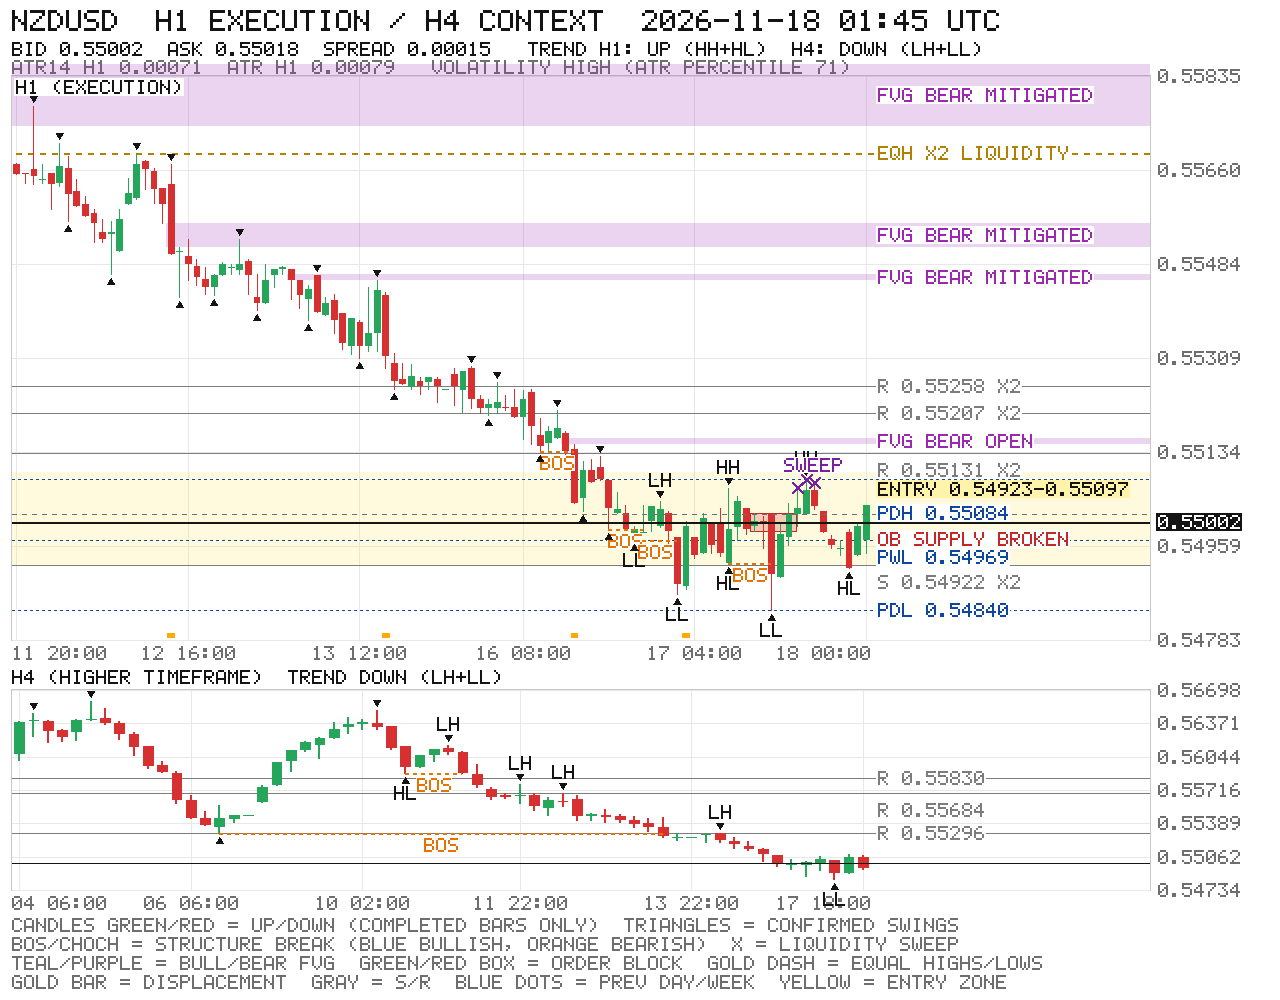 NZDUSD  H1 EXECUTION / H4 CONTEXT  2026-11-18 01:45 UTC
BID 0.55002  ASK 0.55018  SPREAD 0.00015   TREND H1: UP (HH+HL)  H4: DOWN (LH+LL)
ATR14 H1 0.00071  ATR H1 0.00079   VOLATILITY HIGH (ATR PERCENTILE 71)
0.55835
H1 (EXECUTION)
FVG BEAR MITIGATED
EQH X2 LIQUIDITY
0.55660
FVG BEAR MITIGATED
0.55484
FVG BEAR MITIGATED
0.55309
R 0.55258 X2
R 0.55207 X2
FVG BEAR OPEN
0.55134
BOS
HH
SWEEP
R 0.55131 X2
LH
ENTRY 0.54923-0.55097
PDH 0.55084
0.55002
BOS
OB SUPPLY BROKEN
0.54959
BOS
LL
PWL 0.54969
BOS
HL
HL
S 0.54922 X2
LL
PDL 0.54840
LL
0.54783
11 20:00
12 16:00
13 12:00
16 08:00
17 04:00
18 00:00
H4 (HIGHER TIMEFRAME)  TREND DOWN (LH+LL)
0.56698
LH
0.56371
0.56044
LH
LH
R 0.55830
HL
BOS
0.55716
R 0.55684
LH
0.55389
R 0.55296
BOS
0.55062
0.54734
LL
04 06:00
06 06:00
10 02:00
11 22:00
13 22:00
CANDLES GREEN/RED = UP/DOWN (COMPLETED BARS ONLY)  TRIANGLES = CONFIRMED SWINGS
BOS/CHOCH = STRUCTURE BREAK (BLUE BULLISH, ORANGE BEARISH)  X = LIQUIDITY SWEEP
TEAL/PURPLE = BULL/BEAR FVG  GREEN/RED BOX = ORDER BLOCK  GOLD DASH = EQUAL HIGHS/LOWS
GOLD BAR = DISPLACEMENT  GRAY = S/R  BLUE DOTS = PREV DAY/WEEK  YELLOW = ENTRY ZONE